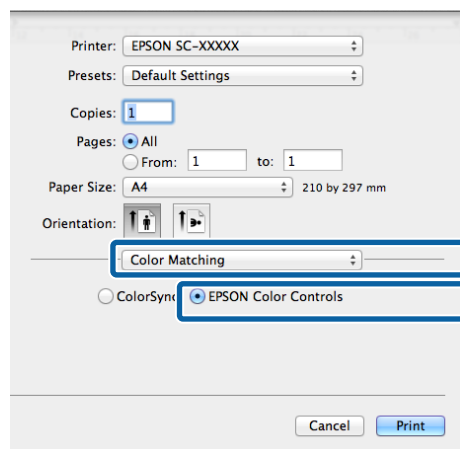 Printer: EPSON SC-XXXXX
Presets: Default Settings
Copies: 1
Pages: All
From: 1 to: 1
Paper Size: A4 210 by 297 mm
Orientation:
Color Matching
ColorSync EPSON Color Controls
Cancel Print